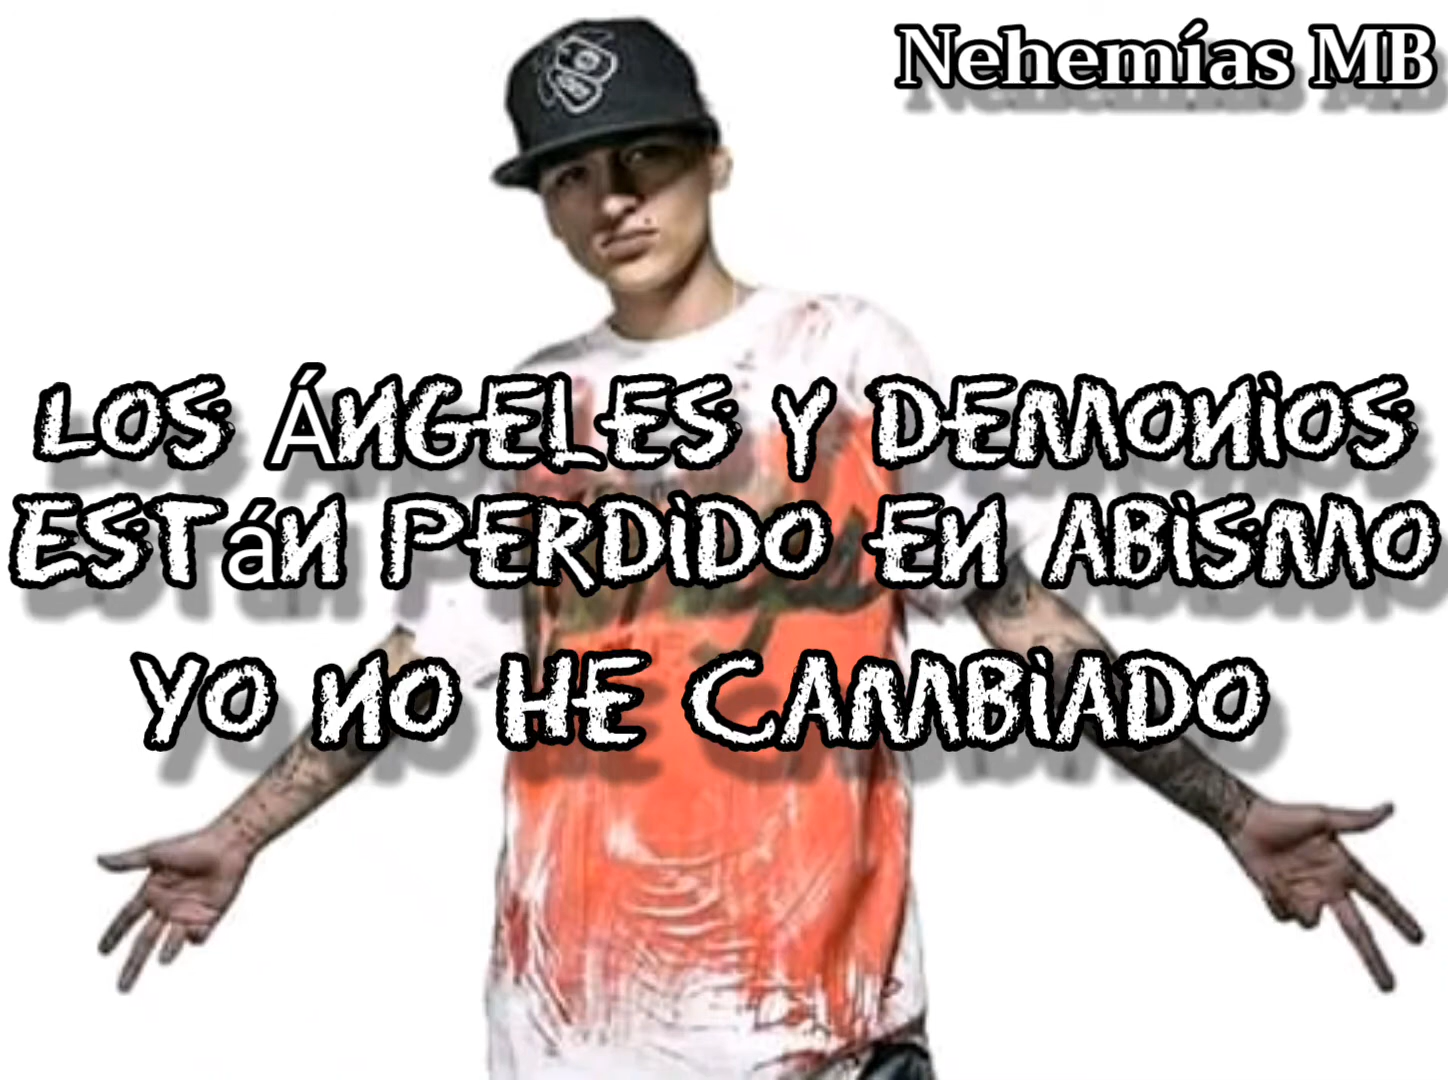 Nehemías MB
LOS ÁNGELES Y DEMONIOS
ESTáN PERDIDO EN ABISMO
YO NO HE CAMBIADO